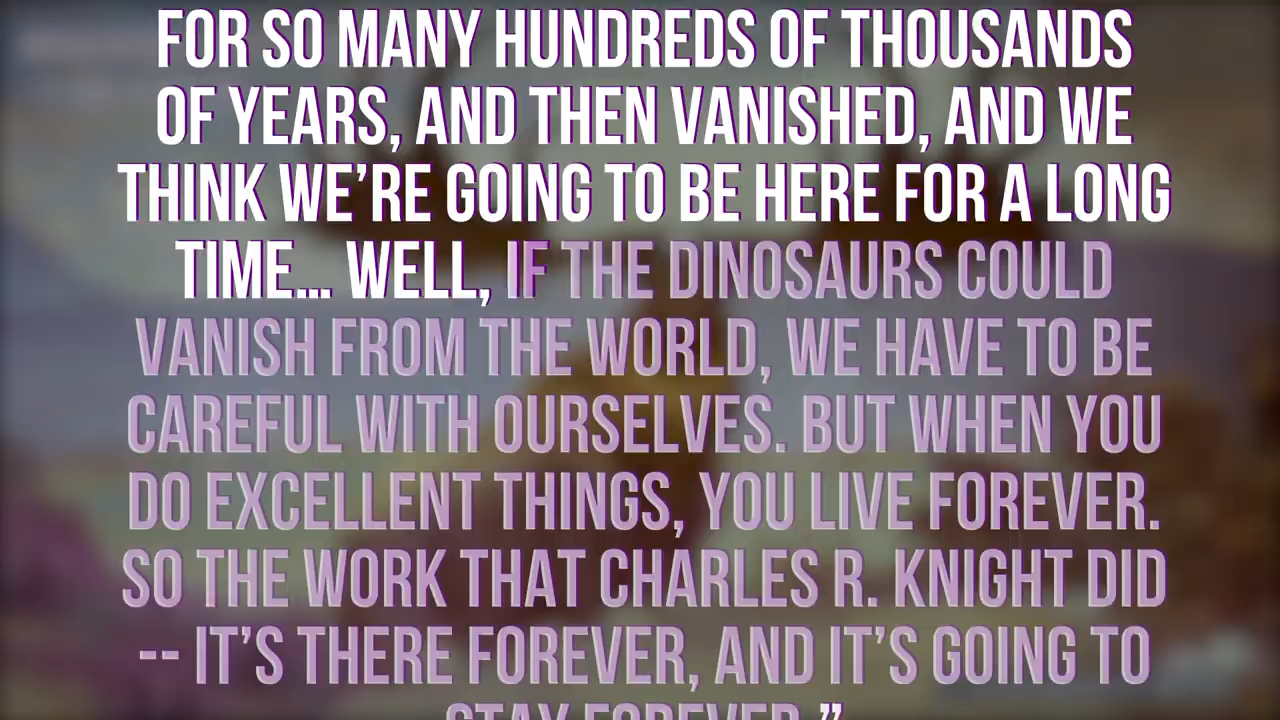 FOR SO MANY HUNDREDS OF THOUSANDS
OF YEARS, AND THEN VANISHED, AND WE
THINK WE’RE GOING TO BE HERE FOR A LONG
TIME... WELL, IF THE DINOSAURS COULD
VANISH FROM THE WORLD, WE HAVE TO BE
CAREFUL WITH OURSELVES. BUT WHEN YOU
DO EXCELLENT THINGS, YOU LIVE FOREVER.
SO THE WORK THAT CHARLES R. KNIGHT DID
-- IT’S THERE FOREVER, AND IT’S GOING TO
STAY FOREVER.”